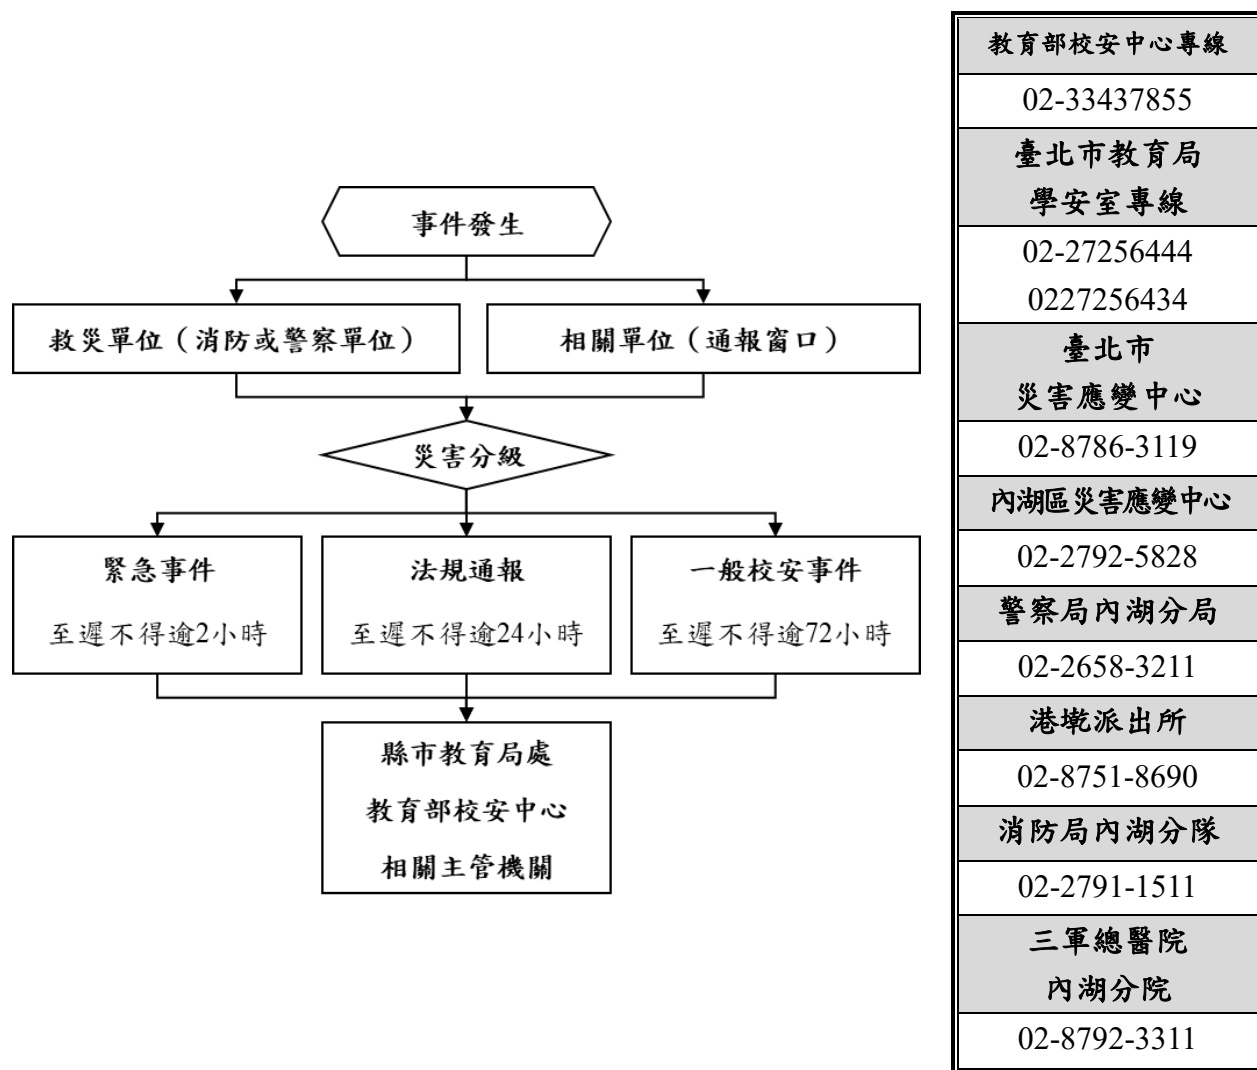 事件發生
救災單位（消防或警察單位）
相關單位（通報窗口）
災害分級
緊急事件
至遲不得逾2小時
法規通報
至遲不得逾24小時
一般校安事件
至遲不得逾72小時
縣市教育局處
教育部校安中心
相關主管機關
教育部校安中心專線
02-33437855
臺北市教育局
學安室專線
02-27256444
0227256434
臺北市
災害應變中心
02-8786-3119
內湖區災害應變中心
02-2792-5828
警察局內湖分局
02-2658-3211
港墘派出所
02-8751-8690
消防局內湖分隊
02-2791-1511
三軍總醫院
內湖分院
02-8792-3311